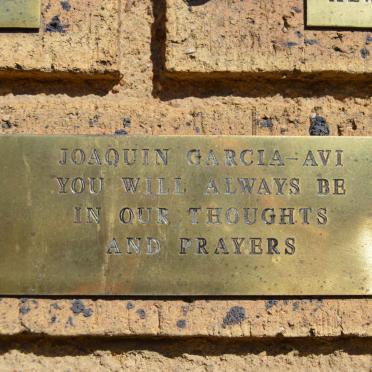 JOAQUIN GARCIA-AVI
YOU WILL ALWAYS BE
IN OUR THOUGHTS
AND PRAYERS